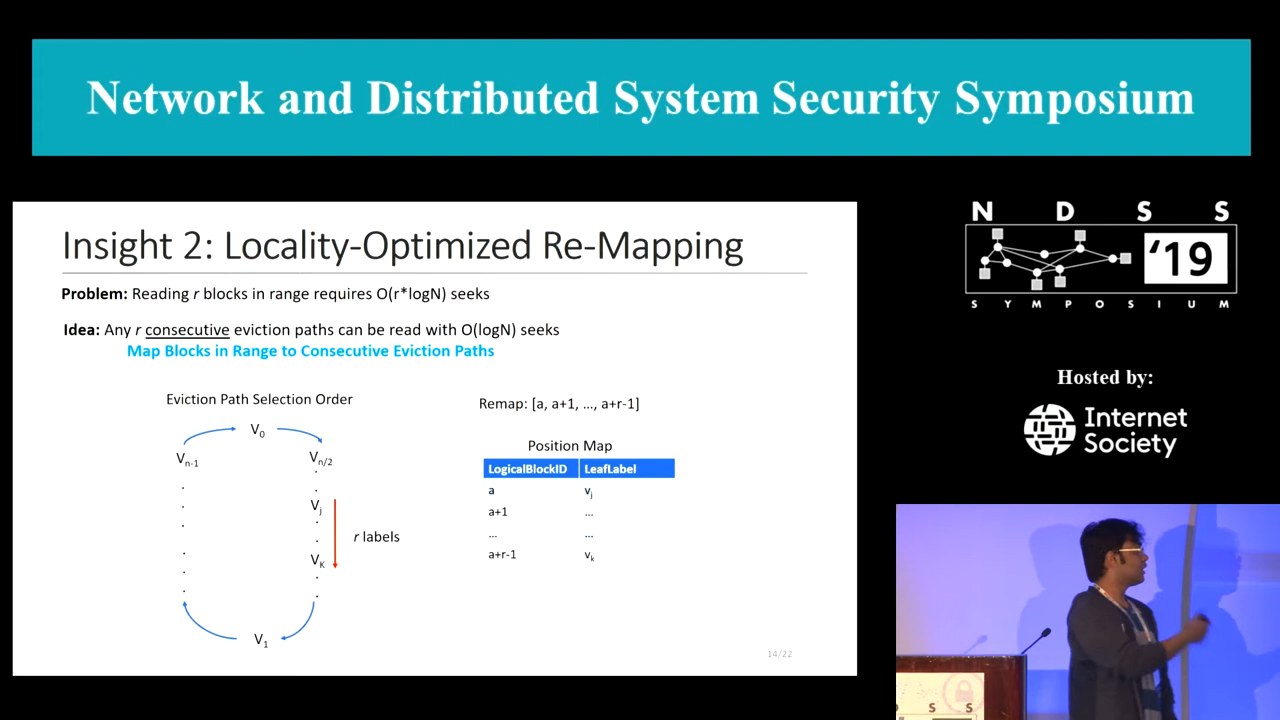 Network and Distributed System Security Symposium
Insight 2: Locality-Optimized Re-Mapping
Problem: Reading r blocks in range requires O(r*logN) seeks
Idea: Any r consecutive eviction paths can be read with O(logN) seeks
Map Blocks in Range to Consecutive Eviction Paths
Eviction Path Selection Order
V0
Vn-1
Vn/2
Vj
r labels
VK
V1
Remap: [a, a+1, ..., a+r-1]
Position Map
LogicalBlockID LeafLabel
a vj
a+1 ...
... ...
a+r-1 vk
14/22
N D S S
'19
S Y M P O S I U M
Hosted by:
Internet
Society
S S